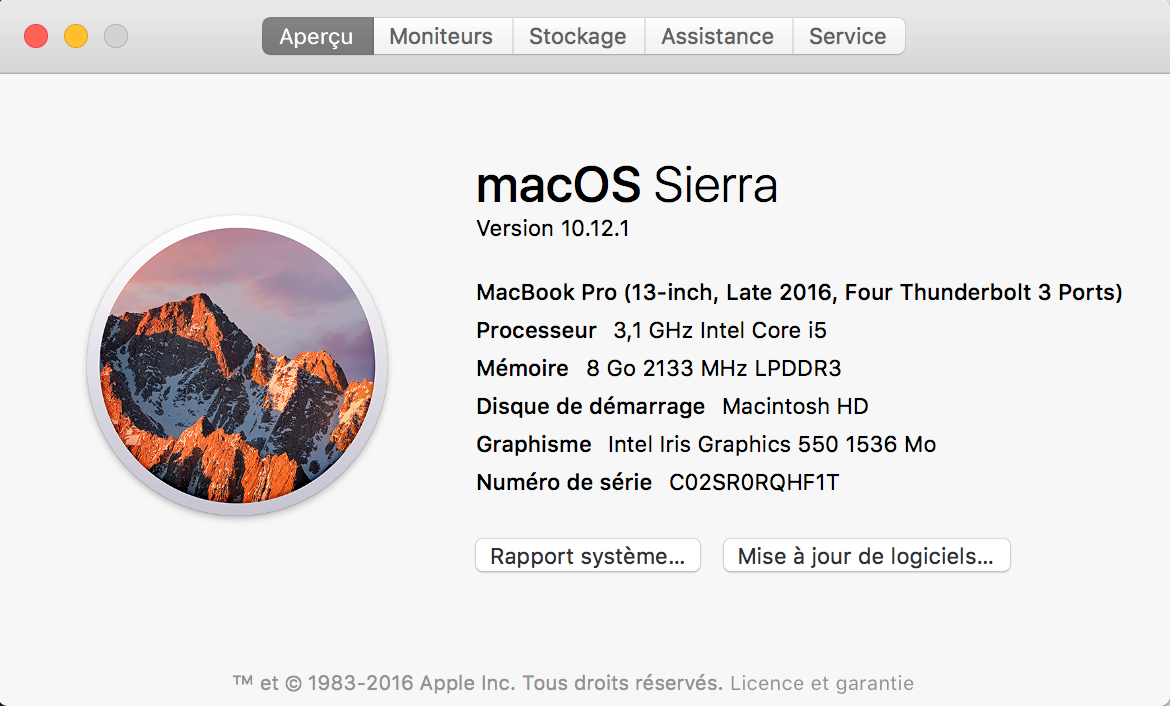 Aperçu Moniteurs Stockage Assistance Service
macOS Sierra
Version 10.12.1
MacBook Pro (13-inch, Late 2016, Four Thunderbolt 3 Ports)
Processeur 3,1 GHz Intel Core i5
Mémoire 8 Go 2133 MHz LPDDR3
Disque de démarrage Macintosh HD
Graphisme Intel Iris Graphics 550 1536 Mo
Numéro de série C02SR0RQHF1T
Rapport système... Mise à jour de logiciels...
™ et © 1983-2016 Apple Inc. Tous droits réservés. Licence et garantie